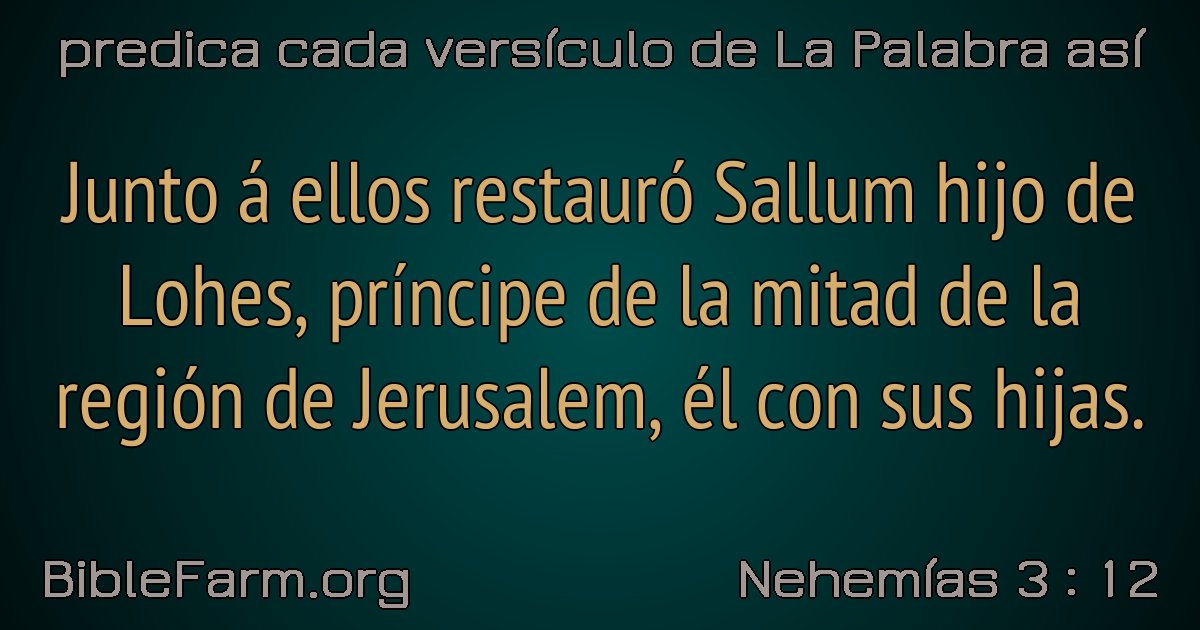 predica cada versículo de La Palabra así
Junto á ellos restauró Sallum hijo de
Lohes, príncipe de la mitad de la
región de Jerusalem, él con sus hijas.
BibleFarm.org
Nehemías 3 : 12